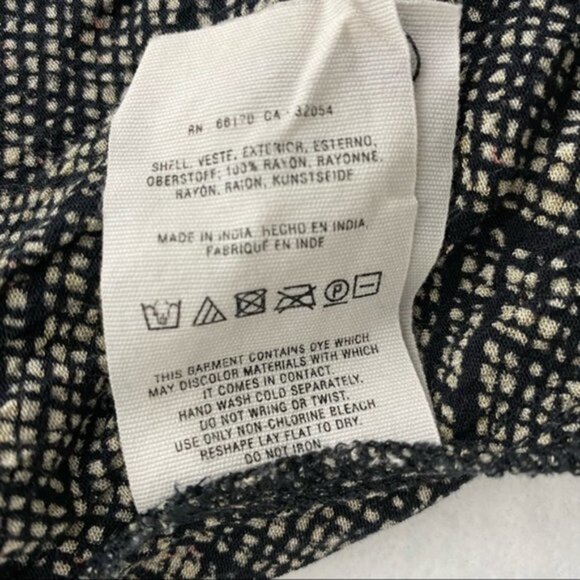 RN 66170 CA - 32054
SHELL, VESTE, EXTERIOR, ESTERNO,
OBERSTOFF: 100% RAYON, RAYONNE,
RAYON, RAION, KUNSTSEIDE
MADE IN INDIA, HECHO EN INDIA,
FABRIQUÉ EN INDE
P
THIS GARMENT CONTAINS DYE WHICH
MAY DISCOLOR MATERIALS WITH WHICH
IT COMES IN CONTACT.
HAND WASH COLD SEPARATELY.
DO NOT WRING OR TWIST.
USE ONLY NON-CHLORINE BLEACH
RESHAPE LAY FLAT TO DRY.
DO NOT IRON